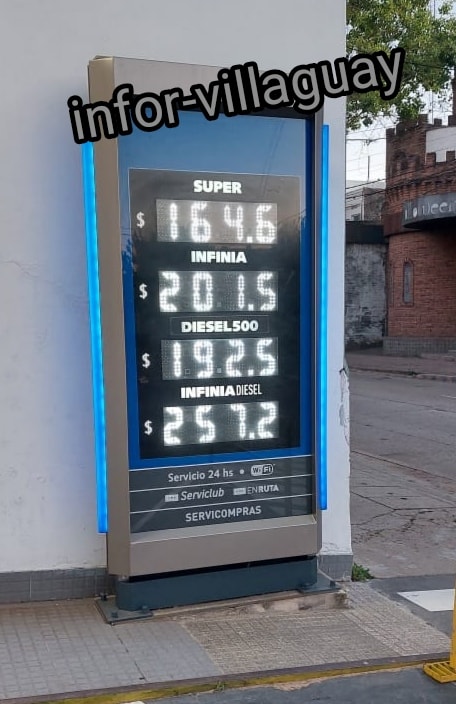 infor-villaguay
SUPER
$ 164.6
INFINIA
$ 201.5
DIESEL500
$ 192.5
INFINIA DIESEL
$ 257.2
Servicio 24 hs • WiFi
Serviclub ENRUTA
SERVICOMPRAS